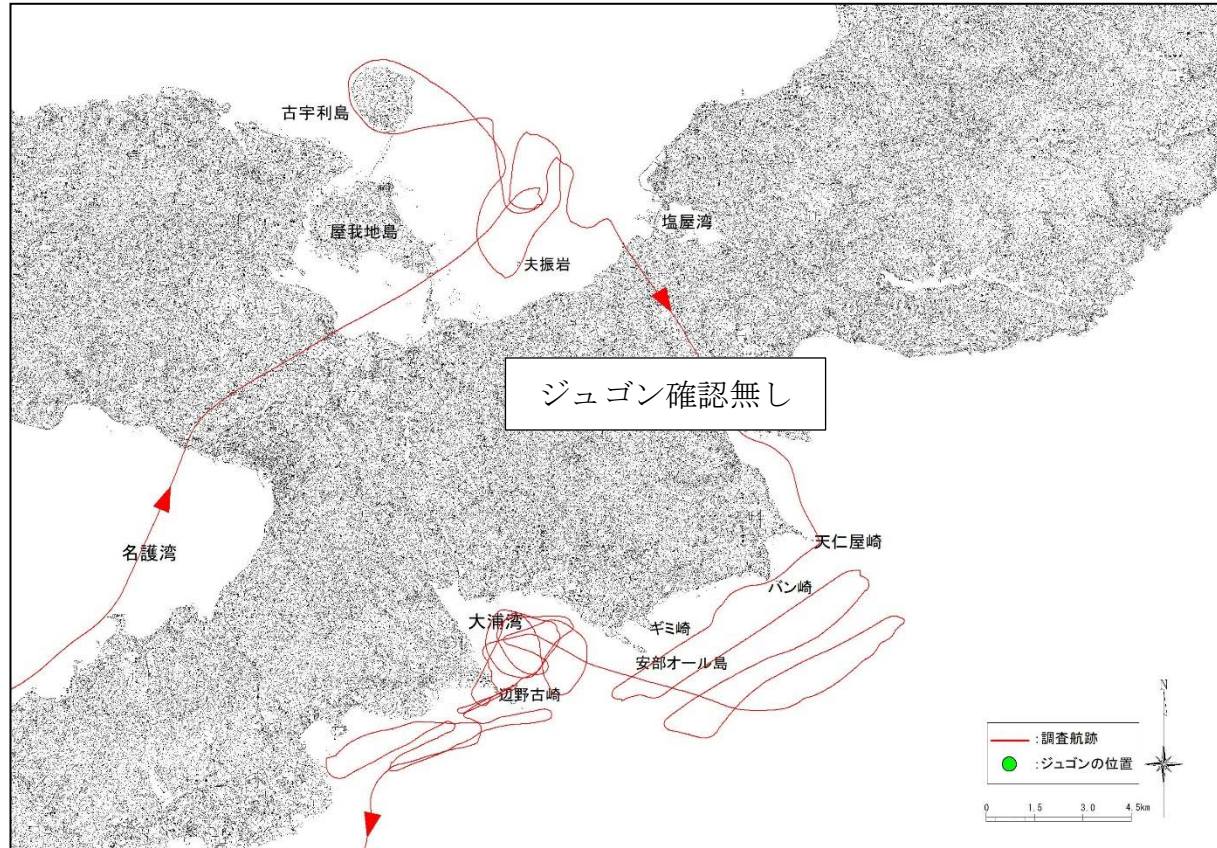 古宇利島
屋我地島
塩屋湾
夫振岩
ジュゴン確認無し
名護湾
天仁屋崎
バン崎
大浦湾
ギミ崎
安部オール島
辺野古崎
N
:調査航跡
:ジュゴンの位置
0 1.5 3.0 4.5km